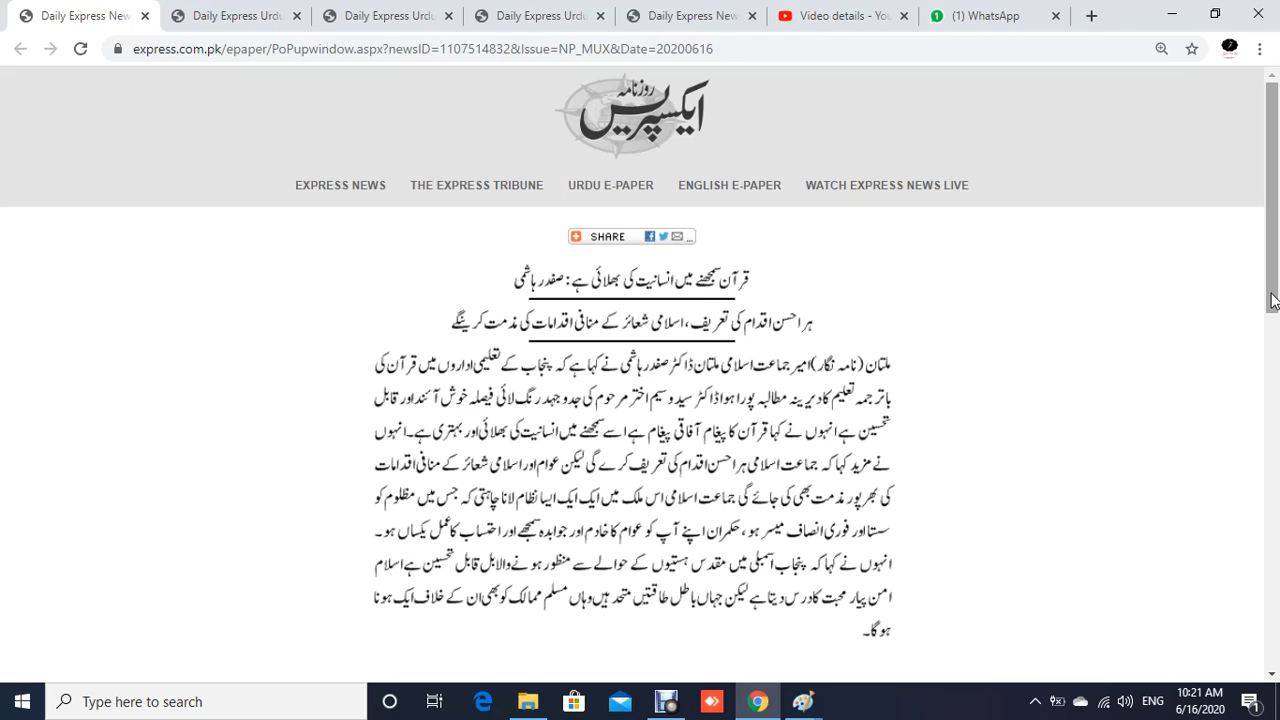 Daily Express New
Daily Express Urdu
Daily Express Urdu
Daily Express Urdu
Daily Express New
Video details - You
(1) WhatsApp
express.com.pk/epaper/PoPupwindow.aspx?newsID=1107514832&Issue=NP_MUX&Date=20200616
روزنامہ
ایکسپریس
EXPRESS NEWS THE EXPRESS TRIBUNE URDU E-PAPER ENGLISH E-PAPER WATCH EXPRESS NEWS LIVE
SHARE ...
قرآن سمجھنے میں انسانیت کی بھلائی ہے: صفدر ہاشمی
ہر احسن اقدام کی تعریف، اسلامی شعائر کے منافی اقدامات کی مذمت کرینگے
ملتان (نامہ نگار) امیر جماعت اسلامی ملتان ڈاکٹر صفدر ہاشمی نے کہا ہے کہ پنجاب کے تعلیمی اداروں میں قرآن کی
باترجمہ تعلیم کا دیرینہ مطالبہ پورا ہوا ڈاکٹر سید وسیم اختر مرحوم کی جدوجہد رنگ لائی فیصلہ خوش آئند اور قابل
تحسین ہے انہوں نے کہا قرآن کا پیغام آفاقی پیغام ہے اسے سمجھنے میں انسانیت کی بھلائی اور بہتری ہے۔ انہوں
نے مزید کہا کہ جماعت اسلامی ہر احسن اقدام کی تعریف کرے گی لیکن عوام اور اسلامی شعائر کے منافی اقدامات
کی بھرپور مذمت بھی کی جائے گی جماعت اسلامی اس ملک میں ایک ایک ایسا نظام لانا چاہتی کہ جس میں مظلوم کو
سستا اور فوری انصاف میسر ہو، حکمران اپنے آپ کو عوام کا خادم اور جوابدہ سمجھے اور احتساب کا عمل یکساں ہو۔
انہوں نے کہا کہ پنجاب اسمبلی میں مقدس ہستیوں کے حوالے سے منظور ہونے والا بل قابل تحسین ہے اسلام
امن پیار محبت کا درس دیتا ہے لیکن جہاں باطل طاقتیں متحد ہیں وہاں مسلم ممالک کو بھی ان کے خلاف ایک ہونا
ہوگا۔
Type here to search
ENG
10:21 AM
6/16/2020
1